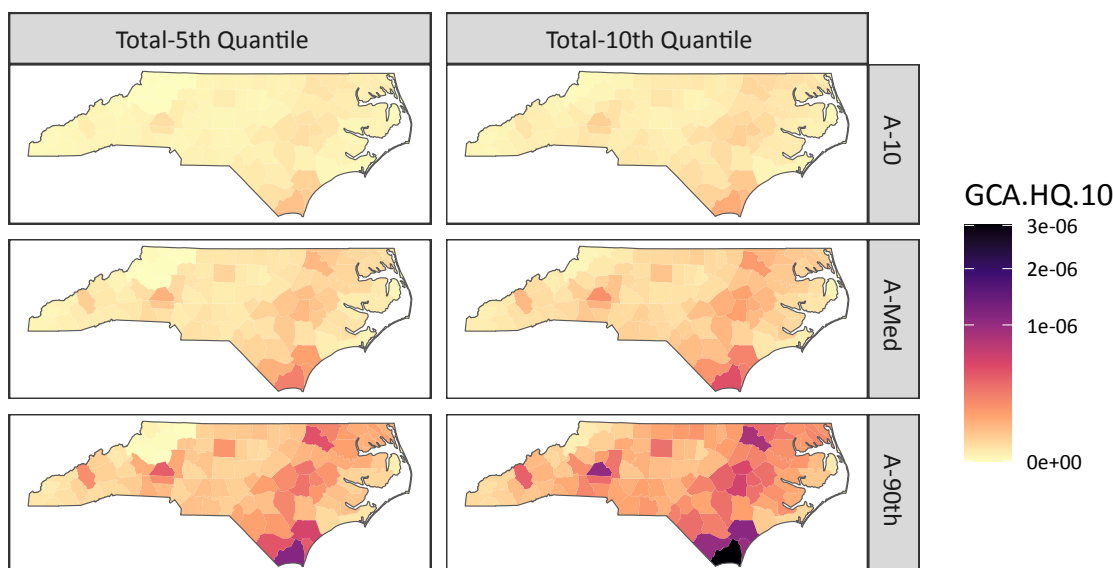 Total-5th Quantile
Total-10th Quantile
A-10
A-Med
A-90th
GCA.HQ.10
3e-06
2e-06
1e-06
0e+00